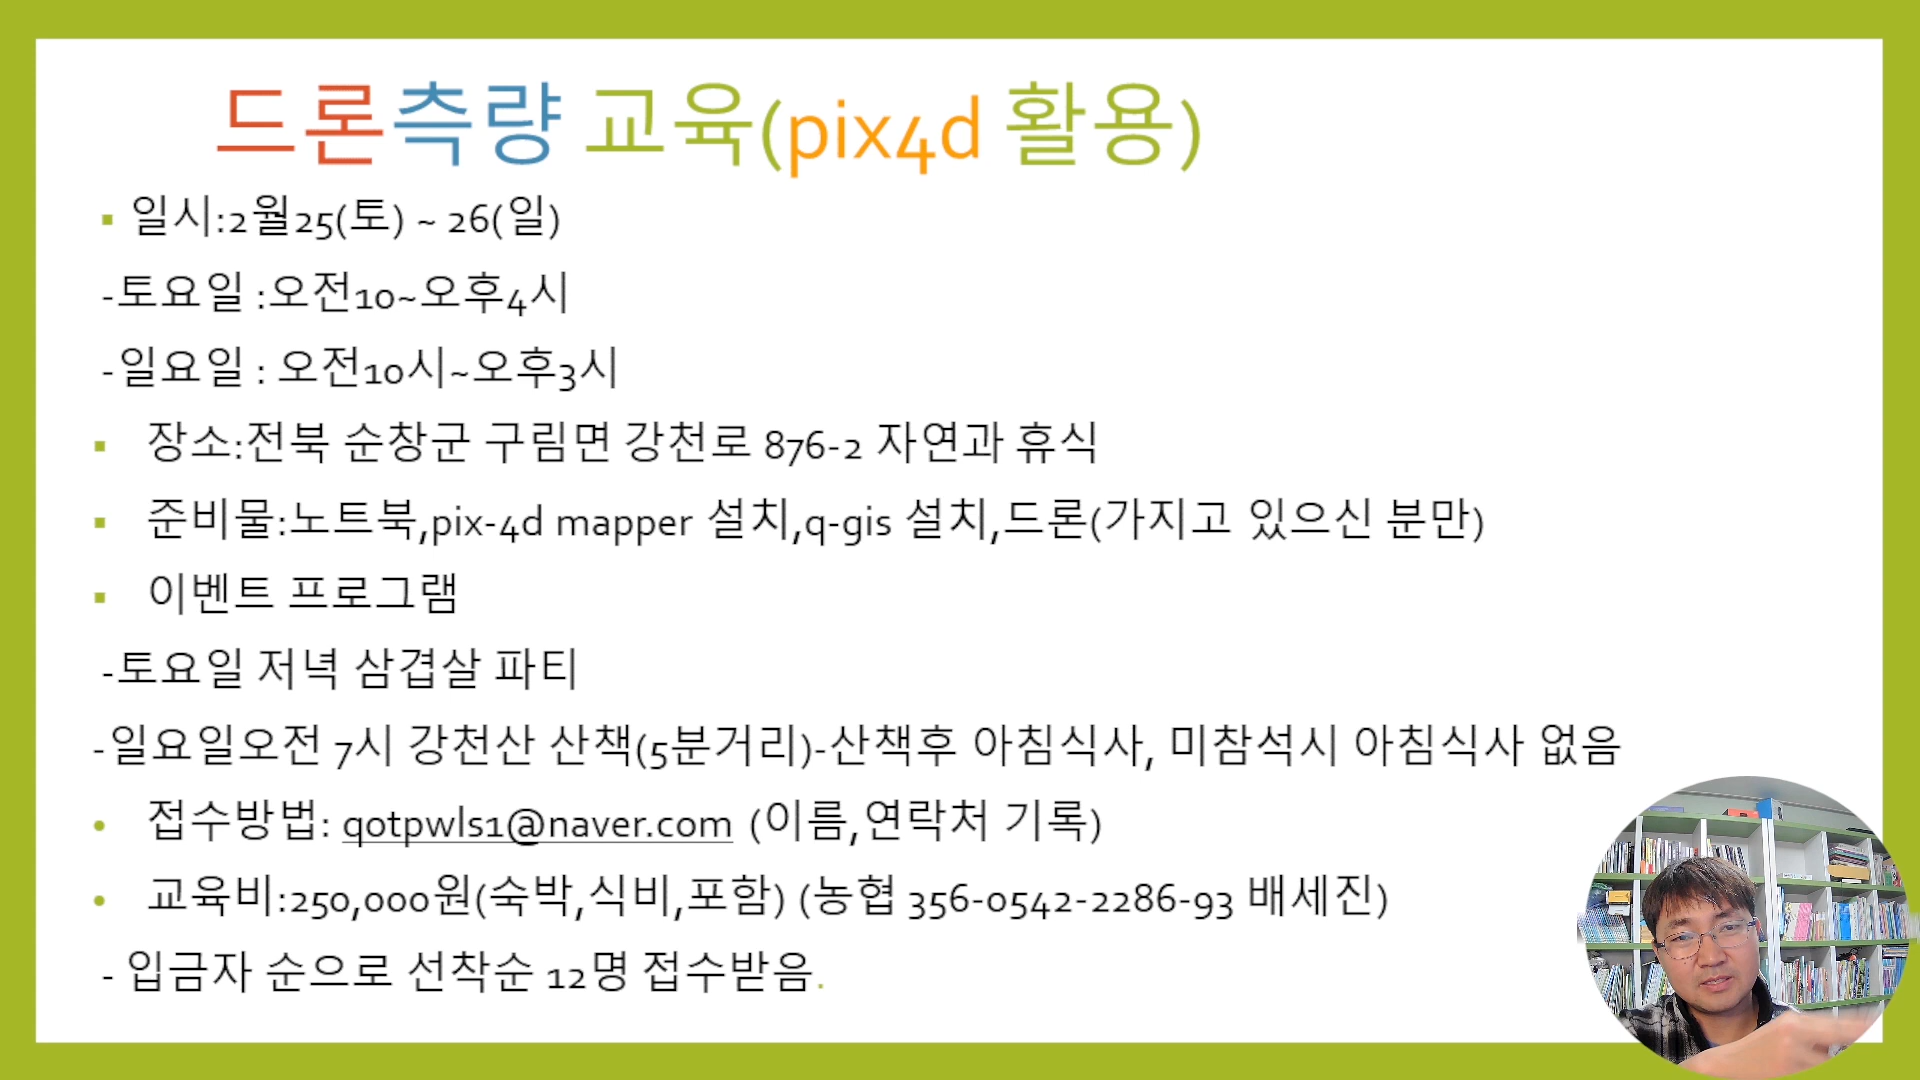 드론측량 교육(pix4d 활용)
▪ 일시:2월25(토) ~ 26(일)
-토요일 :오전10~오후4시
-일요일 : 오전10시~오후3시
▪ 장소:전북 순창군 구림면 강천로 876-2 자연과 휴식
▪ 준비물:노트북,pix-4d mapper 설치,q-gis 설치,드론(가지고 있으신 분만)
▪ 이벤트 프로그램
-토요일 저녁 삼겹살 파티
-일요일오전 7시 강천산 산책(5분거리)-산책후 아침식사, 미참석시 아침식사 없음
• 접수방법: qotpwls1@naver.com (이름,연락처 기록)
• 교육비:250,000원(숙박,식비,포함) (농협 356-0542-2286-93 배세진)
- 입금자 순으로 선착순 12명 접수받음.